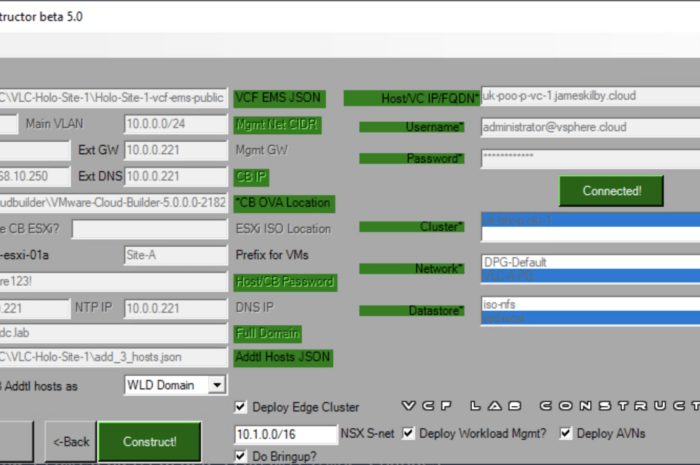 tructor beta 5.0
C\VLC-Holo-Site-1\Holo-Site-1-vcf-ems-public VCF EMS JSON Host/VC IP/FQDN* uk-poo-p-vc-1.jameskilby.cloud
Main VLAN 10.0.0.0/24 Mgmt Net CIDR Username* administrator@vsphere.cloud
Ext GW 10.0.0.221 Mgmt GW Password* ************
68.10.250 Ext DNS 10.0.0.221 CB IP
Connected!
udbuilder\VMware-Cloud-Builder-5.0.0.0-2182 *CB OVA Location
e CB ESXi? ESXi ISO Location Cluster*
-esxi-01a Site-A Prefix for VMs
Network* DPG-Default
re123! Host/CB Password
.221 NTP IP 10.0.0.221 DNS IP Datastore* iso-nfs
dc.lab Full Domain
C\VLC-Holo-Site-1\add_3_hosts.json Addtl Hosts JSON
Addtl hosts as WLD Domain
Deploy Edge Cluster VCF LAB CONSTRUCT
<-Back Construct! 10.1.0.0/16 NSX S-net Deploy Workload Mgmt? Deploy AVNs
Do Bringup?